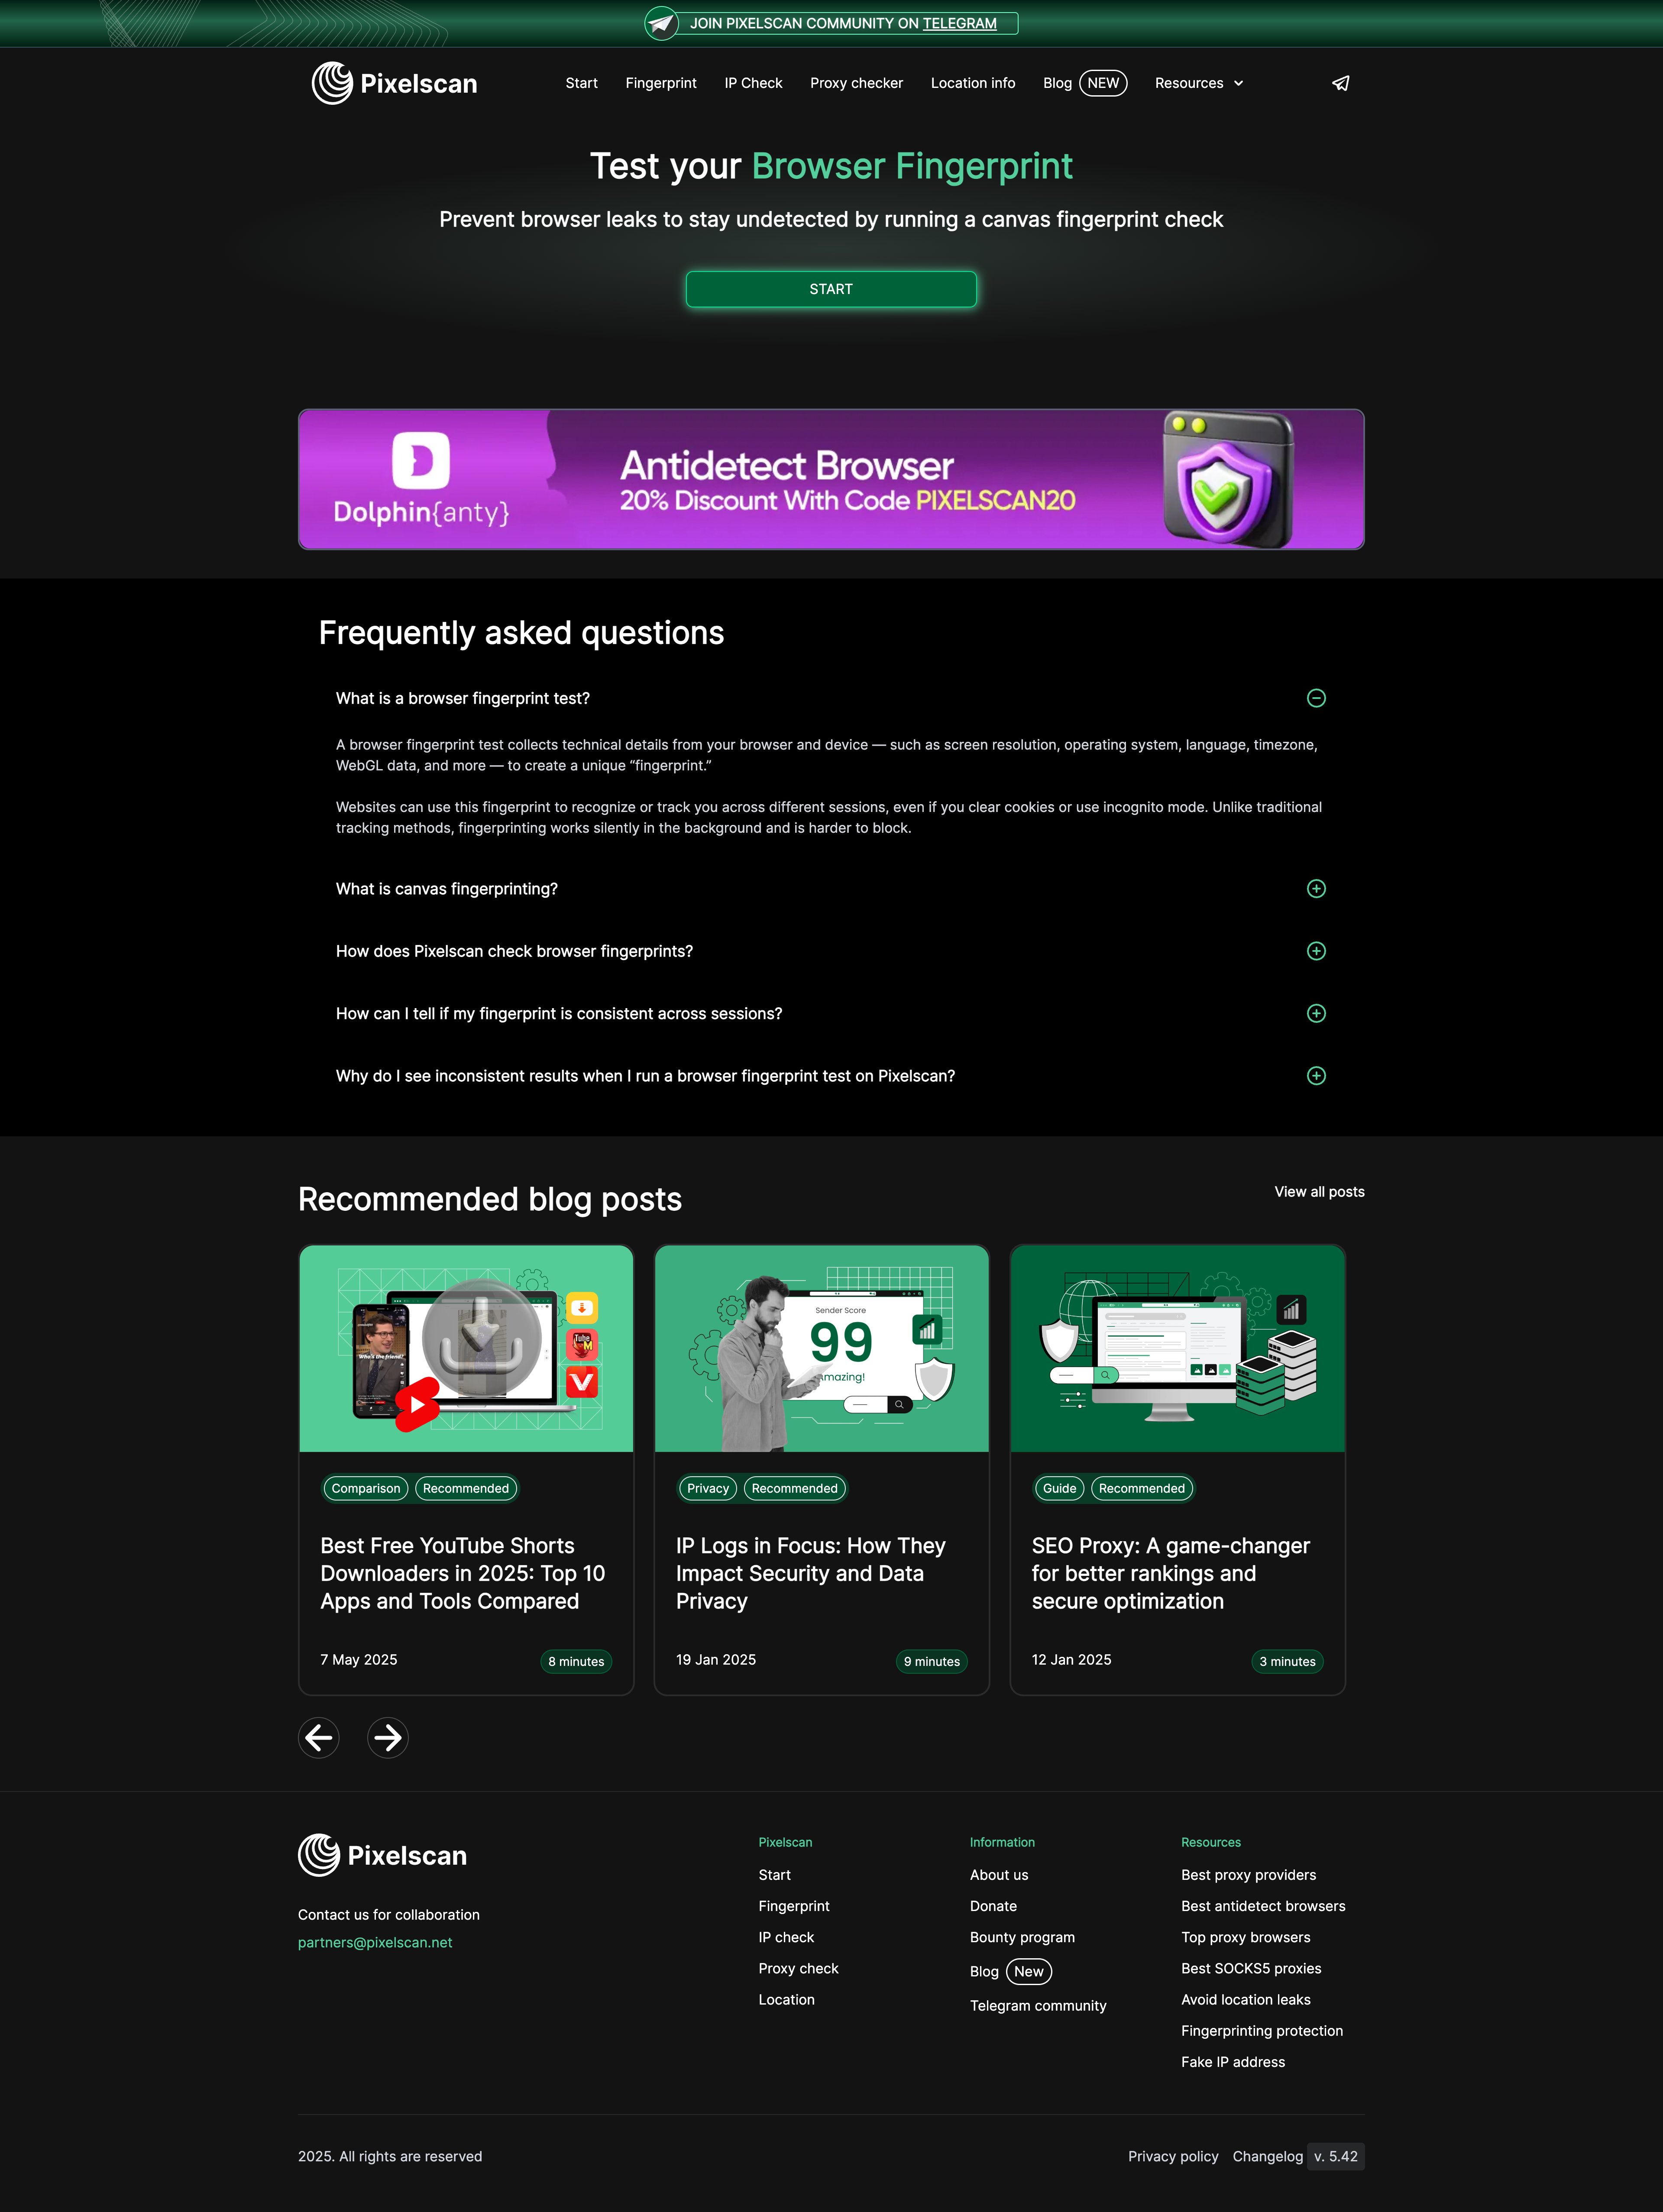 JOIN PIXELSCAN COMMUNITY ON TELEGRAM
Pixelscan
Start
Fingerprint
IP Check
Proxy checker
Location info
Blog NEW
Resources
Test your Browser Fingerprint
Prevent browser leaks to stay undetected by running a canvas fingerprint check
START
Dolphin{anty}
Antidetect Browser
20% Discount With Code PIXELSCAN20
Frequently asked questions
What is a browser fingerprint test?
A browser fingerprint test collects technical details from your browser and device — such as screen resolution, operating system, language, timezone,
WebGL data, and more — to create a unique “fingerprint.”
Websites can use this fingerprint to recognize or track you across different sessions, even if you clear cookies or use incognito mode. Unlike traditional
tracking methods, fingerprinting works silently in the background and is harder to block.
What is canvas fingerprinting?
How does Pixelscan check browser fingerprints?
How can I tell if my fingerprint is consistent across sessions?
Why do I see inconsistent results when I run a browser fingerprint test on Pixelscan?
Recommended blog posts
View all posts
Who's the friend?
Tube
M
Comparison
Recommended
Best Free YouTube Shorts
Downloaders in 2025: Top 10
Apps and Tools Compared
7 May 2025
8 minutes
Sender Score
99
mazing!
Privacy
Recommended
IP Logs in Focus: How They
Impact Security and Data
Privacy
19 Jan 2025
9 minutes
Guide
Recommended
SEO Proxy: A game-changer
for better rankings and
secure optimization
12 Jan 2025
3 minutes
Pixelscan
Contact us for collaboration
partners@pixelscan.net
Pixelscan
Start
Fingerprint
IP check
Proxy check
Location
Information
About us
Donate
Bounty program
Blog New
Telegram community
Resources
Best proxy providers
Best antidetect browsers
Top proxy browsers
Best SOCKS5 proxies
Avoid location leaks
Fingerprinting protection
Fake IP address
2025. All rights are reserved
Privacy policy
Changelog
v. 5.42